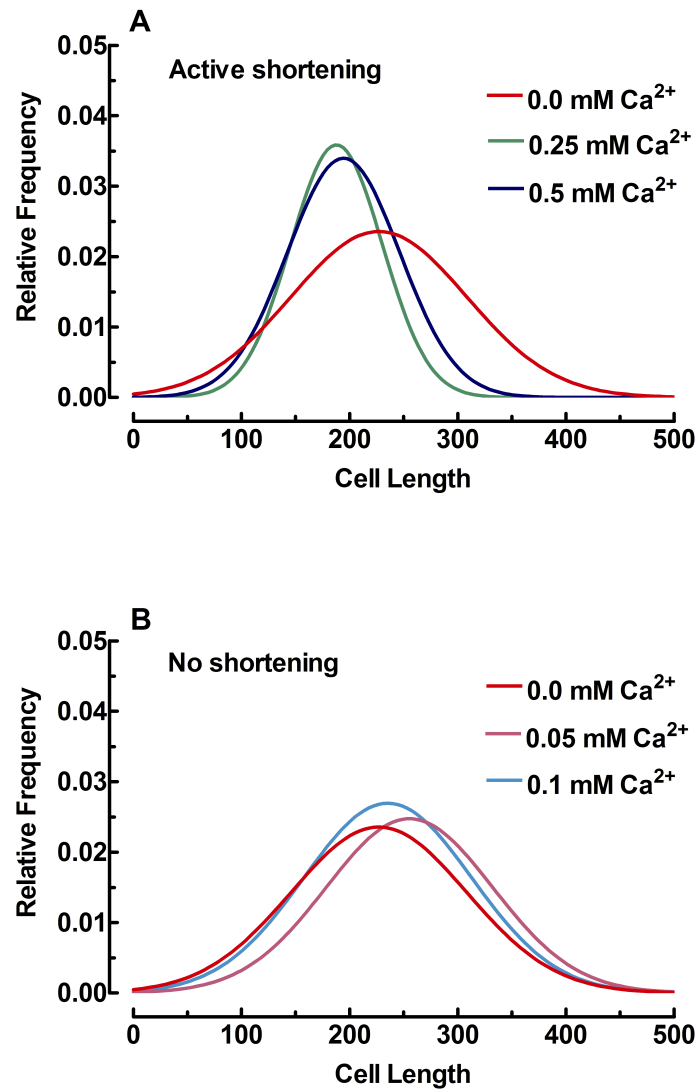 A
Active shortening
0.05
0.04
0.03
0.02
0.01
0.00
Relative Frequency
0.0 mM Ca²⁺
0.25 mM Ca²⁺
0.5 mM Ca²⁺
0 100 200 300 400 500
Cell Length
B
No shortening
0.05
0.04
0.03
0.02
0.01
0.00
Relative Frequency
0.0 mM Ca²⁺
0.05 mM Ca²⁺
0.1 mM Ca²⁺
0 100 200 300 400 500
Cell Length